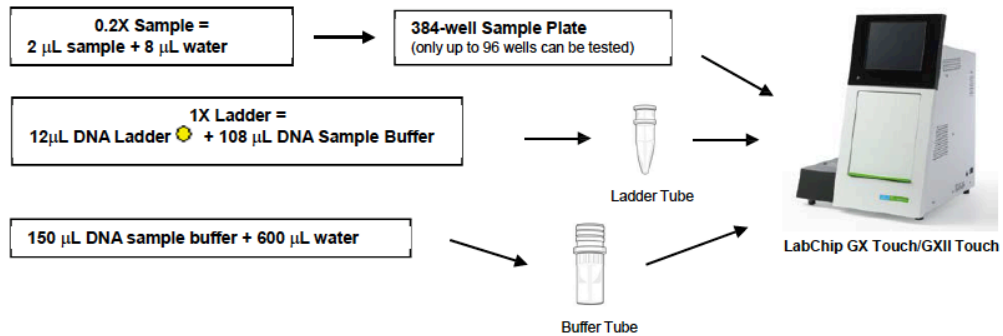 0.2X Sample =
2 µL sample + 8 µL water
384-well Sample Plate
(only up to 96 wells can be tested)
1X Ladder =
12µL DNA Ladder + 108 µL DNA Sample Buffer
Ladder Tube
150 µL DNA sample buffer + 600 µL water
Buffer Tube
LabChip GX Touch/GXII Touch